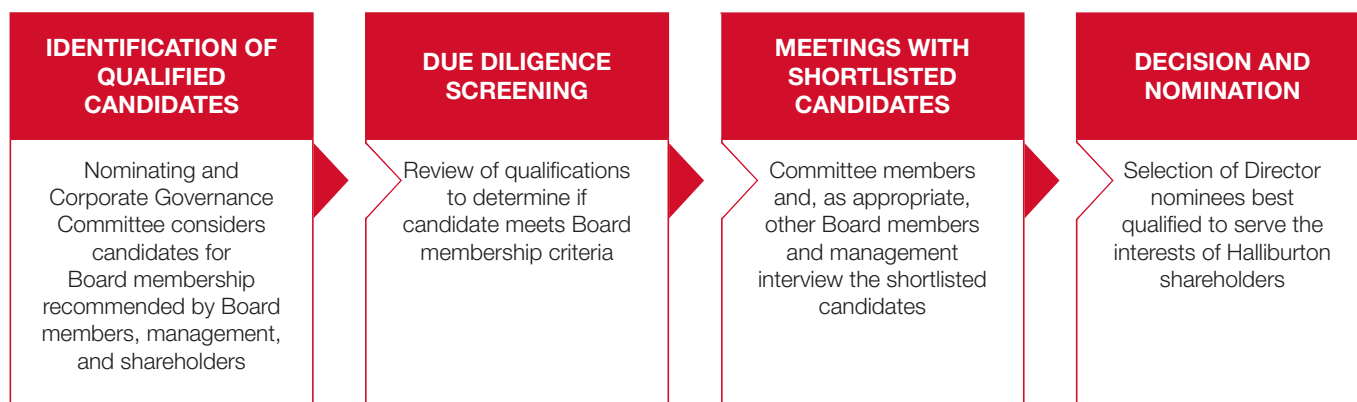 IDENTIFICATION OF
QUALIFIED
CANDIDATES
Nominating and
Corporate Governance
Committee considers
candidates for
Board membership
recommended by Board
members, management,
and shareholders
DUE DILIGENCE
SCREENING
Review of qualifications
to determine if
candidate meets Board
membership criteria
MEETINGS WITH
SHORTLISTED
CANDIDATES
Committee members
and, as appropriate,
other Board members
and management
interview the shortlisted
candidates
DECISION AND
NOMINATION
Selection of Director
nominees best
qualified to serve the
interests of Halliburton
shareholders